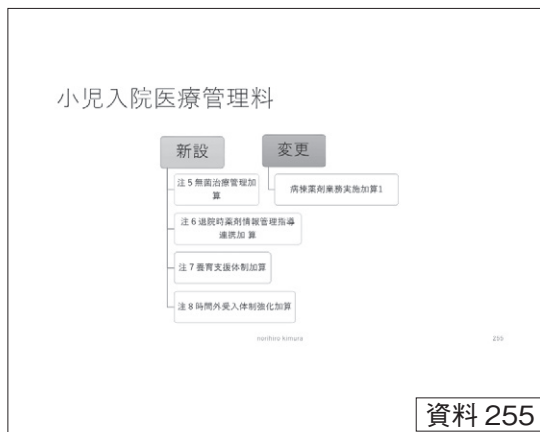 小児入院医療管理料
新設
変更
注5無菌治療管理加
算
病棟薬剤業務実施加算1
注6退院時薬剤情報管理指導
連携加 算
注7養育支援体制加算
注8時間外受入体制強化加算
norihiro kimura
255
資料 255